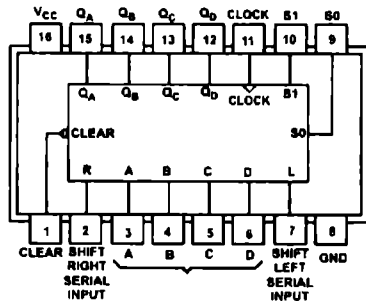 VCC QA QB QC QD CLOCK S1 S0
16 15 14 13 12 11 10 9
QA QB QC QD CLOCK S1
CLEAR S0
R A B C D L
1 2 3 4 5 6 7 8
CLEAR SHIFT RIGHT SERIAL INPUT A B C D SHIFT LEFT SERIAL INPUT GND